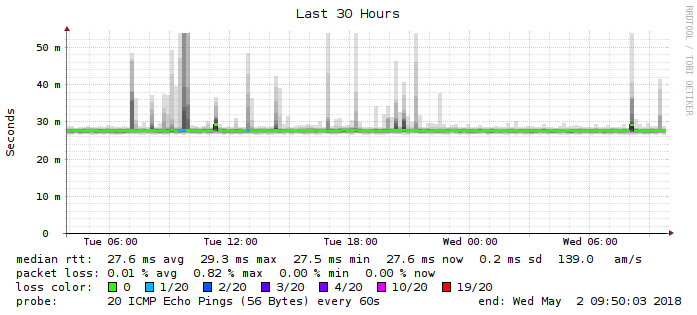 Last 30 Hours
RRDTOOL / TOBI OETIKER
Seconds
50 m
40 m
30 m
20 m
10 m
0
Tue 06:00 Tue 12:00 Tue 18:00 Wed 00:00 Wed 06:00
median rtt: 27.6 ms avg 29.3 ms max 27.5 ms min 27.6 ms now 0.2 ms sd 139.0 am/s
packet loss: 0.01 % avg 0.82 % max 0.00 % min 0.00 % now
loss color: 0 1/20 2/20 3/20 4/20 10/20 19/20
probe: 20 ICMP Echo Pings (56 Bytes) every 60s end: Wed May 2 09:50:03 2018